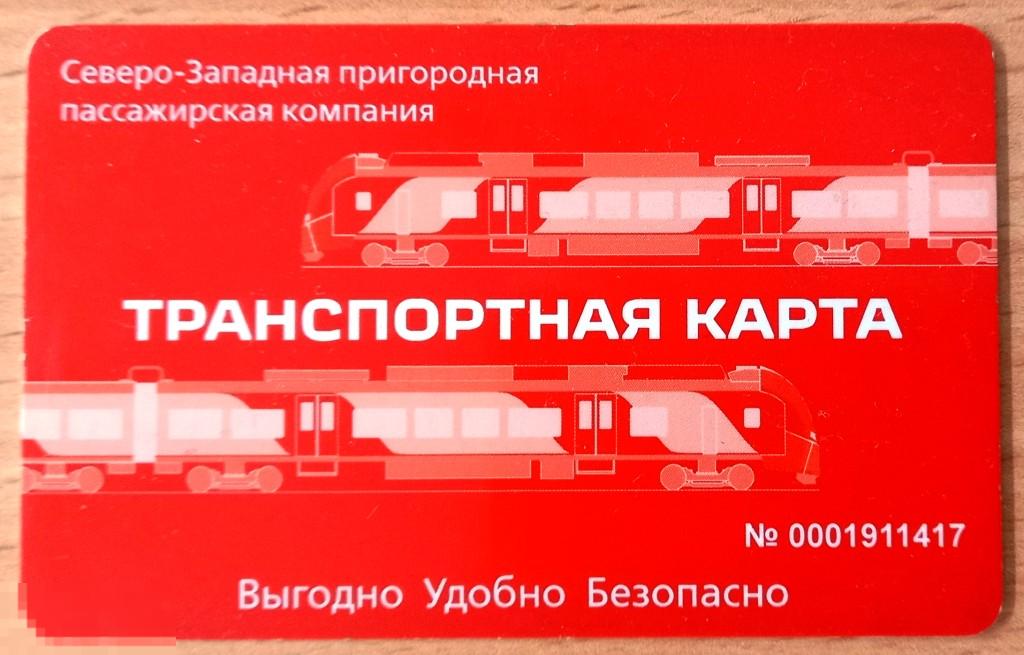 Северо-Западная пригородная
пассажирская компания
ТРАНСПОРТНАЯ КАРТА
№ 0001911417
Выгодно Удобно Безопасно